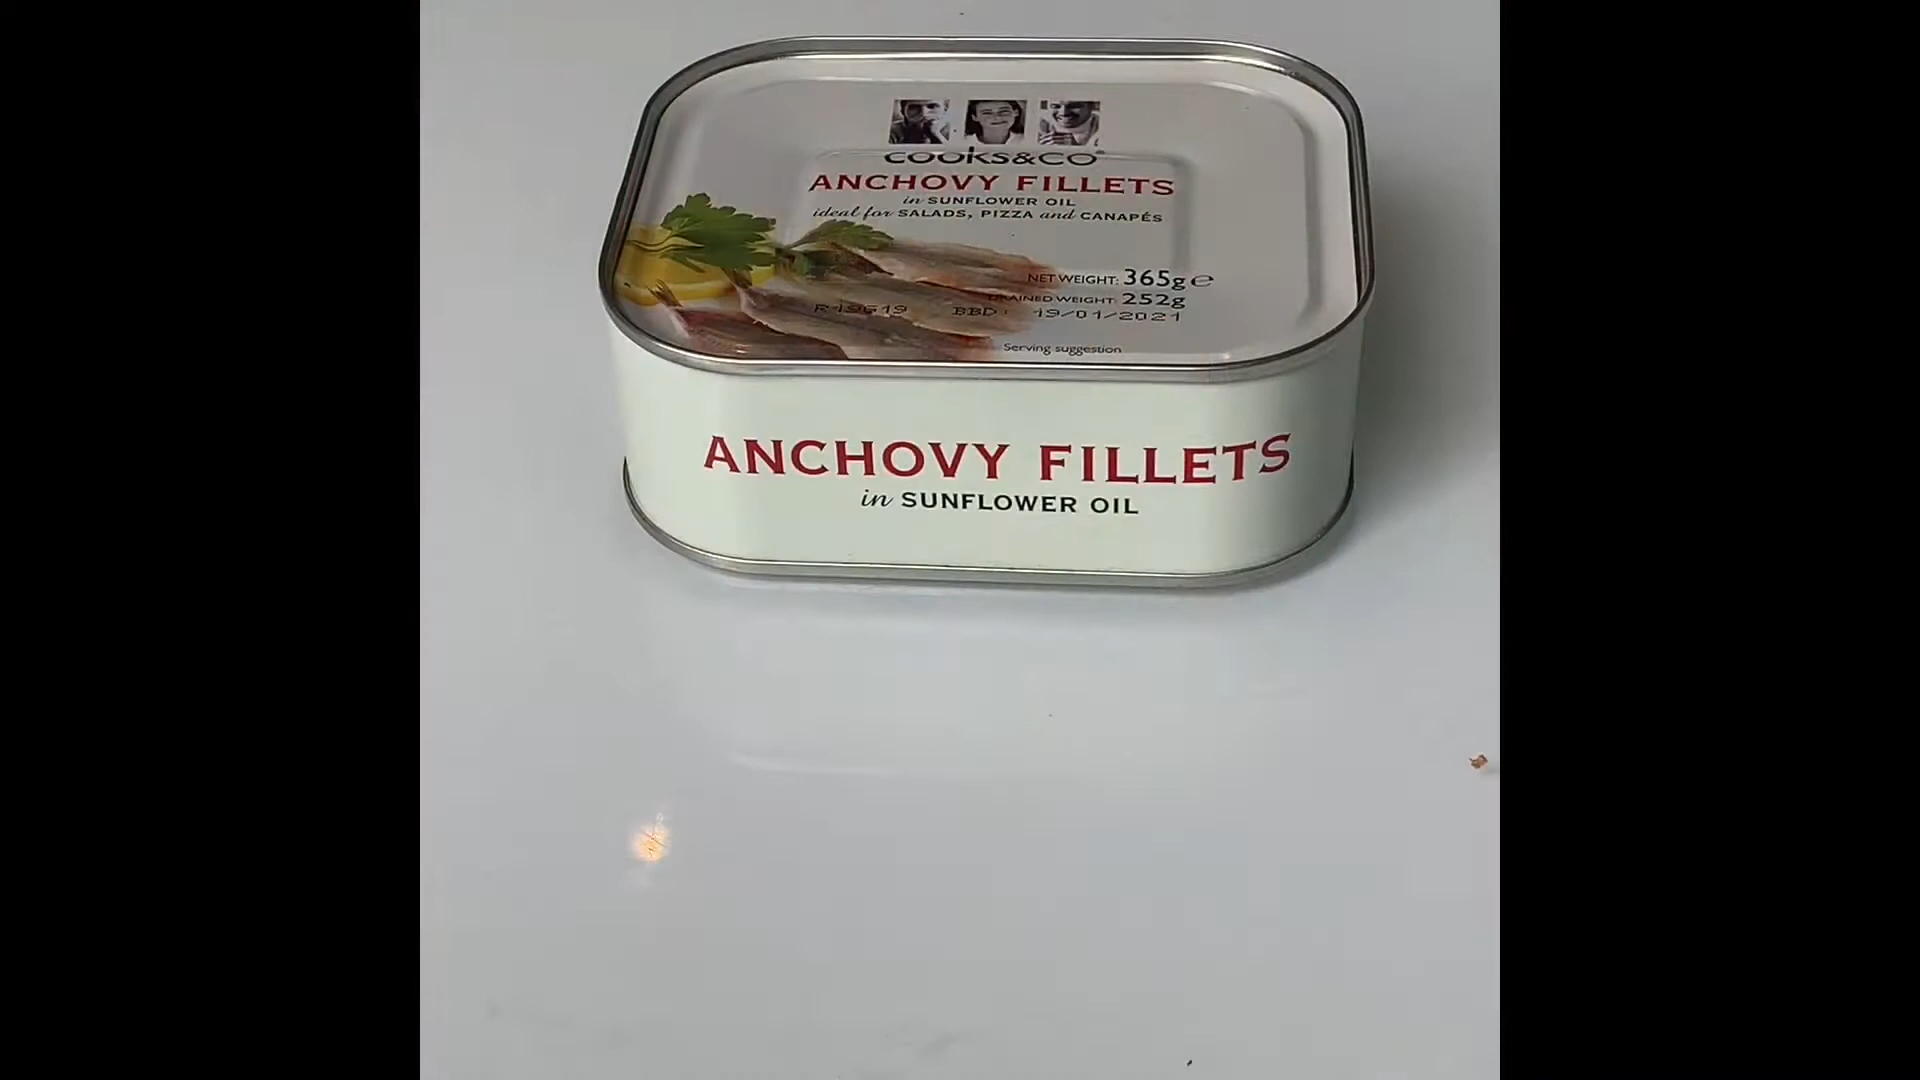 COOKS&CO®
ANCHOVY FILLETS
in SUNFLOWER OIL
ideal for SALADS, PIZZA and CANAPÉS
NET WEIGHT: 365g e
DRAINED WEIGHT: 252g
R19G19 BBD: 19/01/2021
Serving suggestion
ANCHOVY FILLETS
in SUNFLOWER OIL